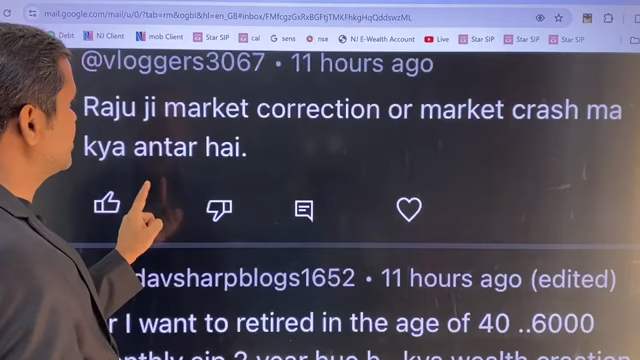 mail.google.com/mail/u/0/?tab=rm&ogbl&hl=en_GB#inbox/FMfcgzGxRxBGFtjTMKFhkgHqQddswzML
NJ Client mob Client Star SIP cal sens nse NJ E-Wealth Account Live Star SIP Star SIP Star SIP
@vloggers3067 • 11 hours ago
Raju ji market correction or market crash ma
kya antar hai.
davsharpblogs1652 • 11 hours ago (edited)
r I want to retired in the age of 40 ..6000